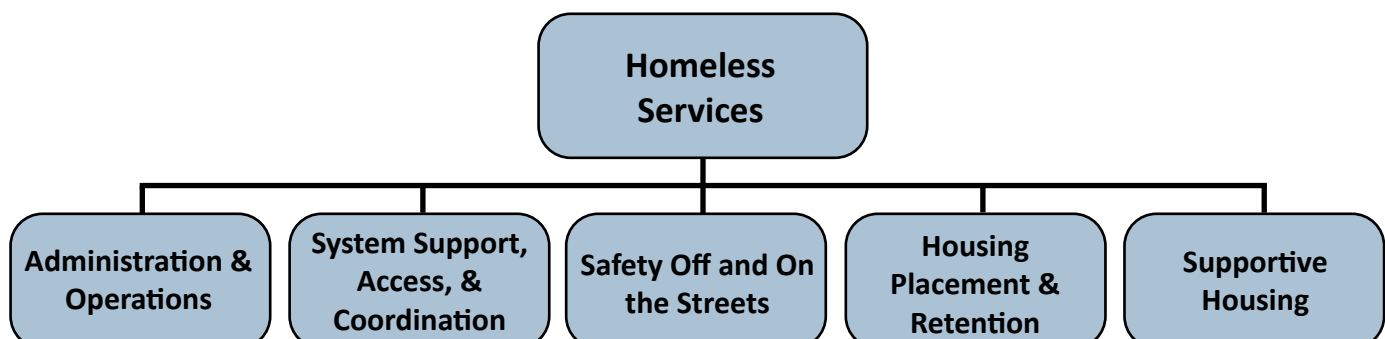 Homeless
Services
Administration &
Operations
System Support,
Access, &
Coordination
Safety Off and On
the Streets
Housing
Placement &
Retention
Supportive
Housing